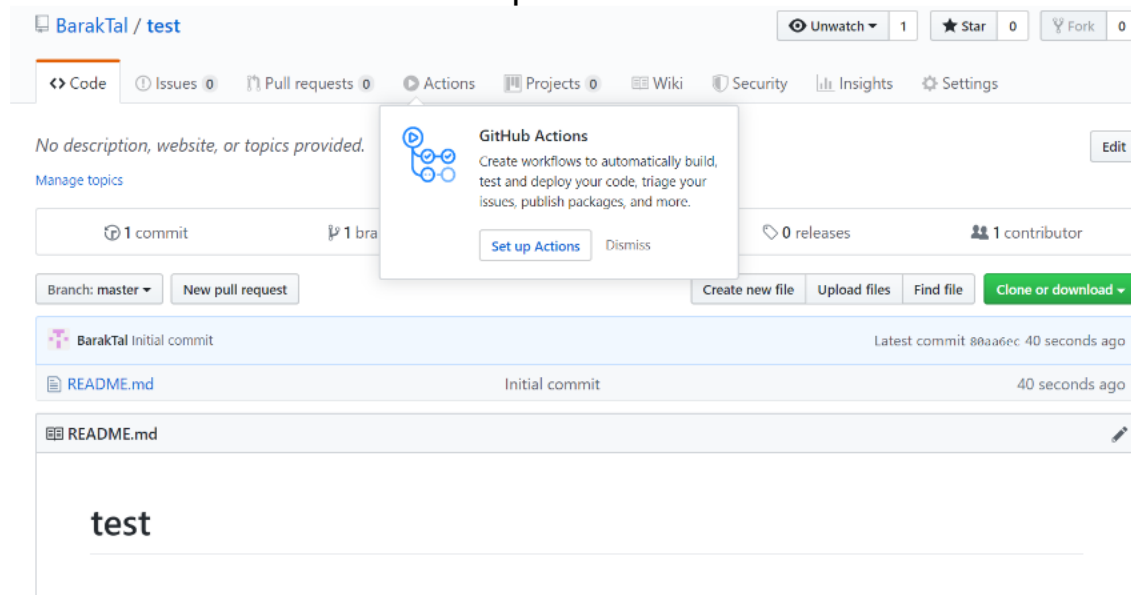 BarakTal / test
Unwatch 1 Star 0 Fork 0
Code Issues 0 Pull requests 0 Actions Projects 0 Wiki Security Insights Settings
No description, website, or topics provided.
Edit
Manage topics
GitHub Actions
Create workflows to automatically build,
test and deploy your code, triage your
issues, publish packages, and more.
Set up Actions Dismiss
1 commit 1 bra 0 releases 1 contributor
Branch: master New pull request Create new file Upload files Find file Clone or download
BarakTal Initial commit Latest commit 80aa6ec 40 seconds ago
README.md Initial commit 40 seconds ago
README.md
test